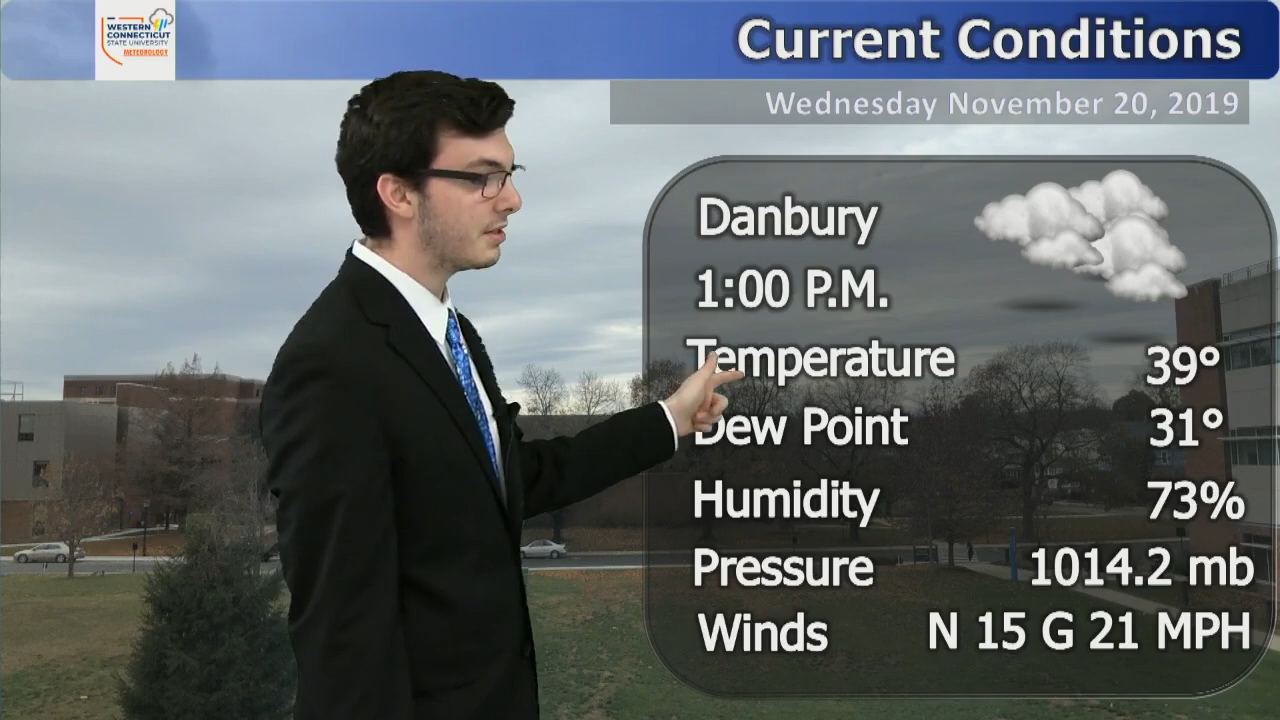 WESTERN
CONNECTICUT
STATE UNIVERSITY
METEOROLOGY
Current Conditions
Wednesday November 20, 2019
Danbury
1:00 P.M.
Temperature 39°
Dew Point 31°
Humidity 73%
Pressure 1014.2 mb
Winds N 15 G 21 MPH